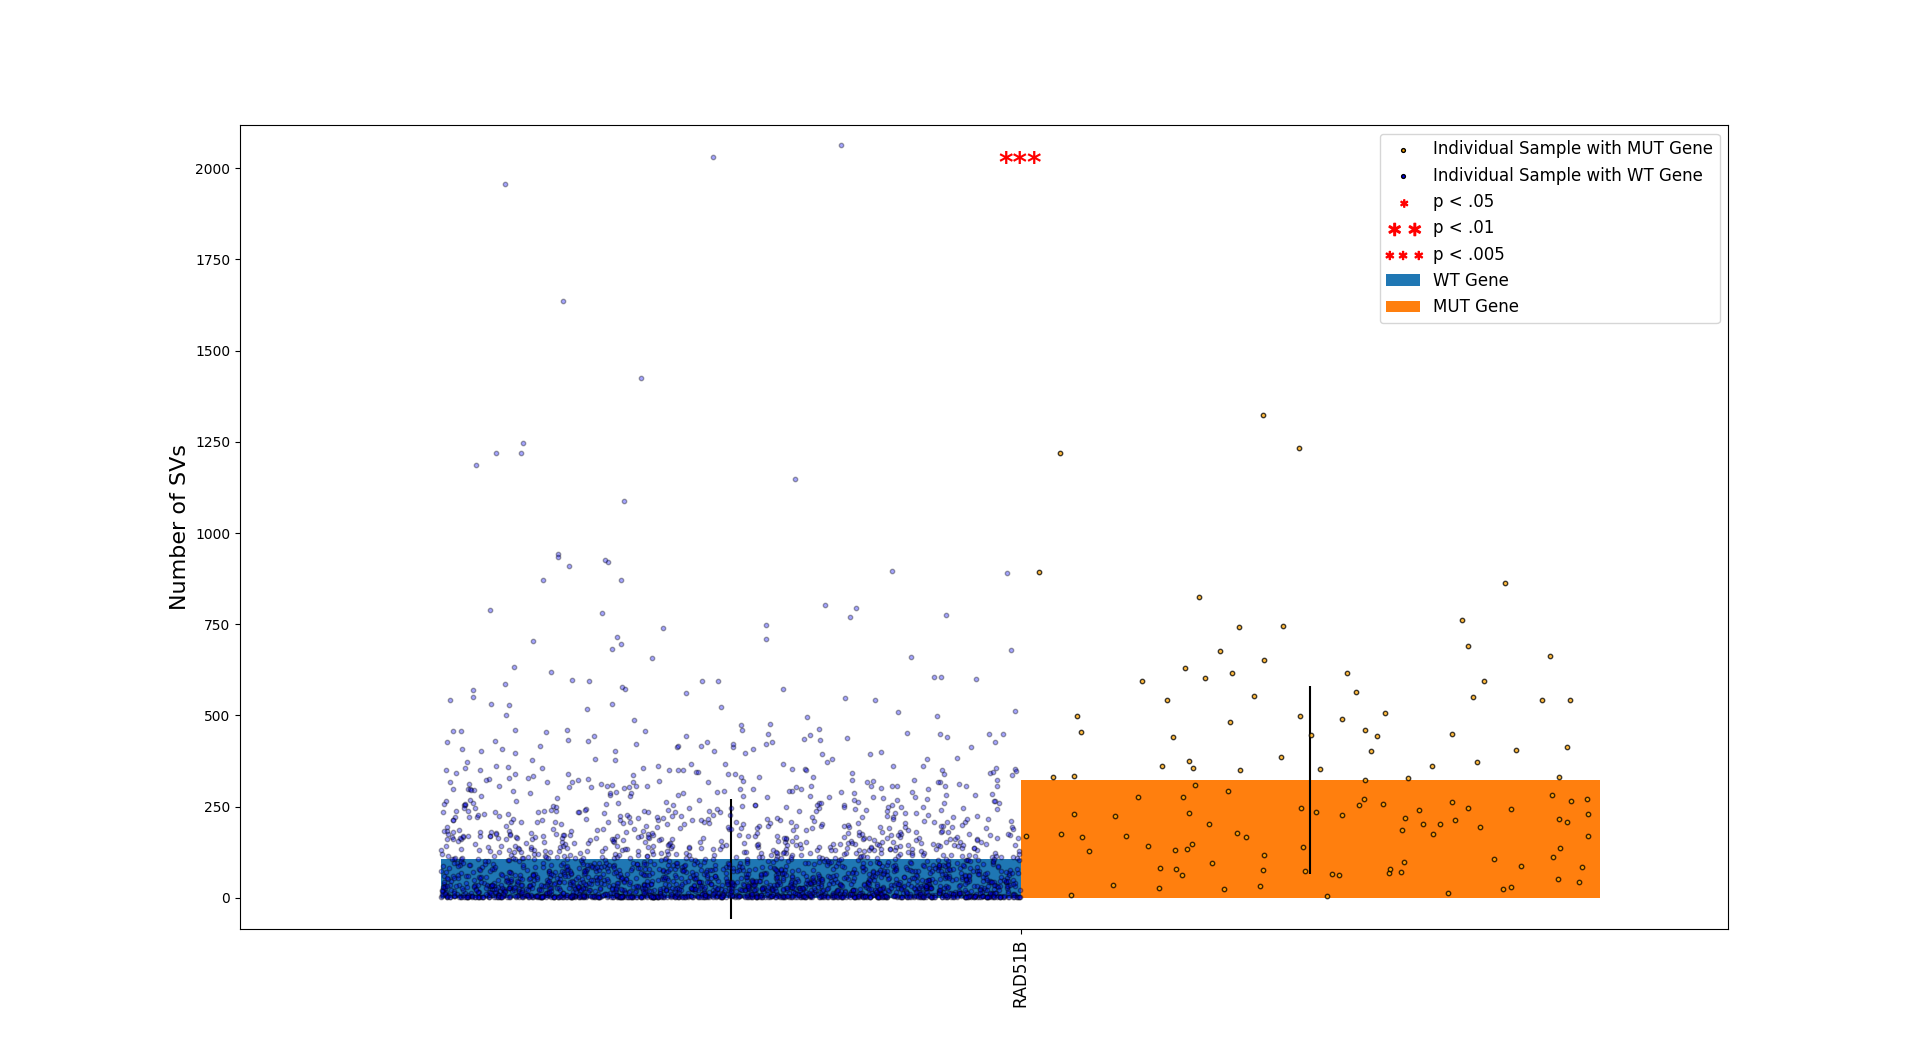 2000
1750
1500
1250
1000
750
500
250
0
Number of SVs
***
Individual Sample with MUT Gene
Individual Sample with WT Gene
* p < .05
** p < .01
*** p < .005
WT Gene
MUT Gene
RAD51B